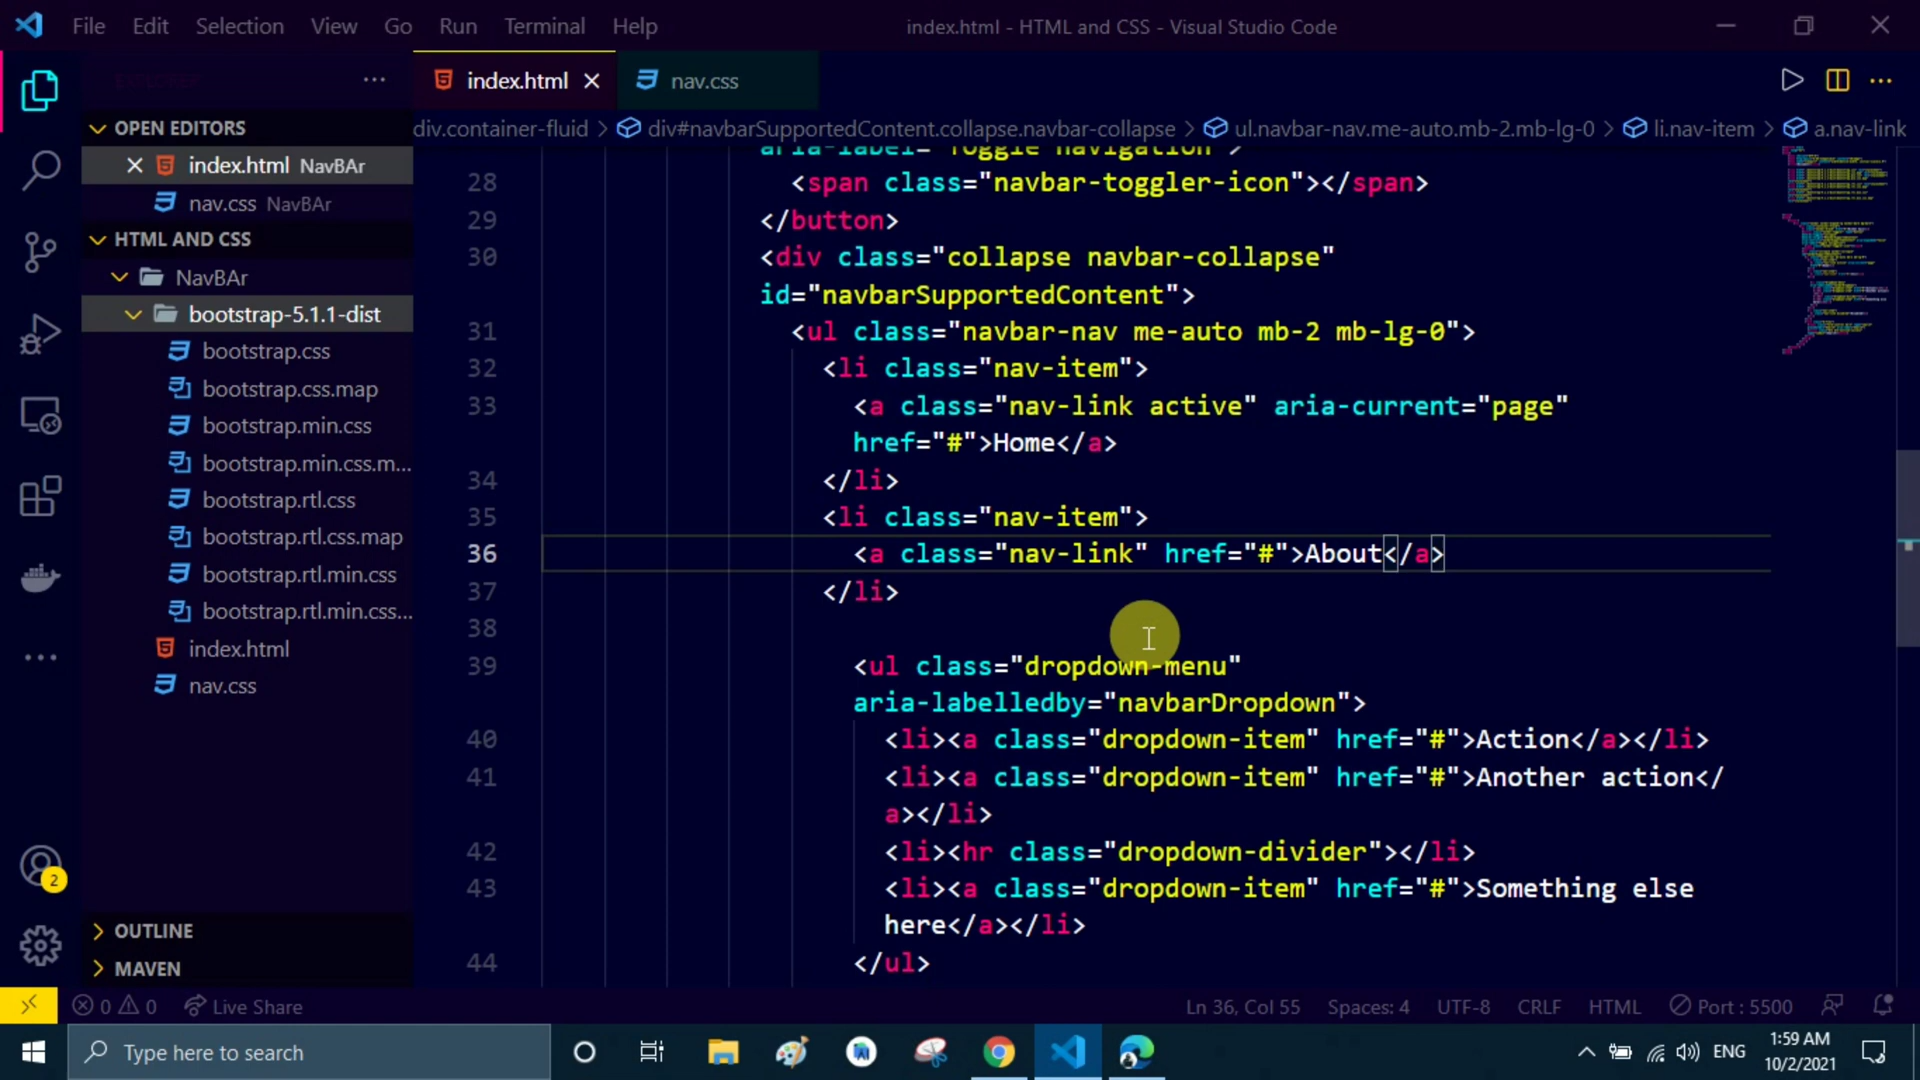 File Edit Selection View Go Run Terminal Help
index.html - HTML and CSS - Visual Studio Code
EXPLORER
index.html
nav.css
OPEN EDITORS
index.html NavBAr
nav.css NavBAr
HTML AND CSS
NavBAr
bootstrap-5.1.1-dist
bootstrap.css
bootstrap.css.map
bootstrap.min.css
bootstrap.min.css.m...
bootstrap.rtl.css
bootstrap.rtl.css.map
bootstrap.rtl.min.css
bootstrap.rtl.min.css...
index.html
nav.css
OUTLINE
MAVEN
2
div.container-fluid > div#navbarSupportedContent.collapse.navbar-collapse > ul.navbar-nav.me-auto.mb-2.mb-lg-0 > li.nav-item > a.nav-link
aria-label="Toggle navigation">
28 <span class="navbar-toggler-icon"></span>
29 </button>
30 <div class="collapse navbar-collapse"
id="navbarSupportedContent">
31 <ul class="navbar-nav me-auto mb-2 mb-lg-0">
32 <li class="nav-item">
33 <a class="nav-link active" aria-current="page"
href="#">Home</a>
34 </li>
35 <li class="nav-item">
36 <a class="nav-link" href="#">About</a>
37 </li>
38
39 <ul class="dropdown-menu"
aria-labelledby="navbarDropdown">
40 <li><a class="dropdown-item" href="#">Action</a></li>
41 <li><a class="dropdown-item" href="#">Another action</
a></li>
42 <li><hr class="dropdown-divider"></li>
43 <li><a class="dropdown-item" href="#">Something else
here</a></li>
44 </ul>
0 0 Live Share
Ln 36, Col 55 Spaces: 4 UTF-8 CRLF HTML Port : 5500
Type here to search
ENG
1:59 AM
10/2/2021